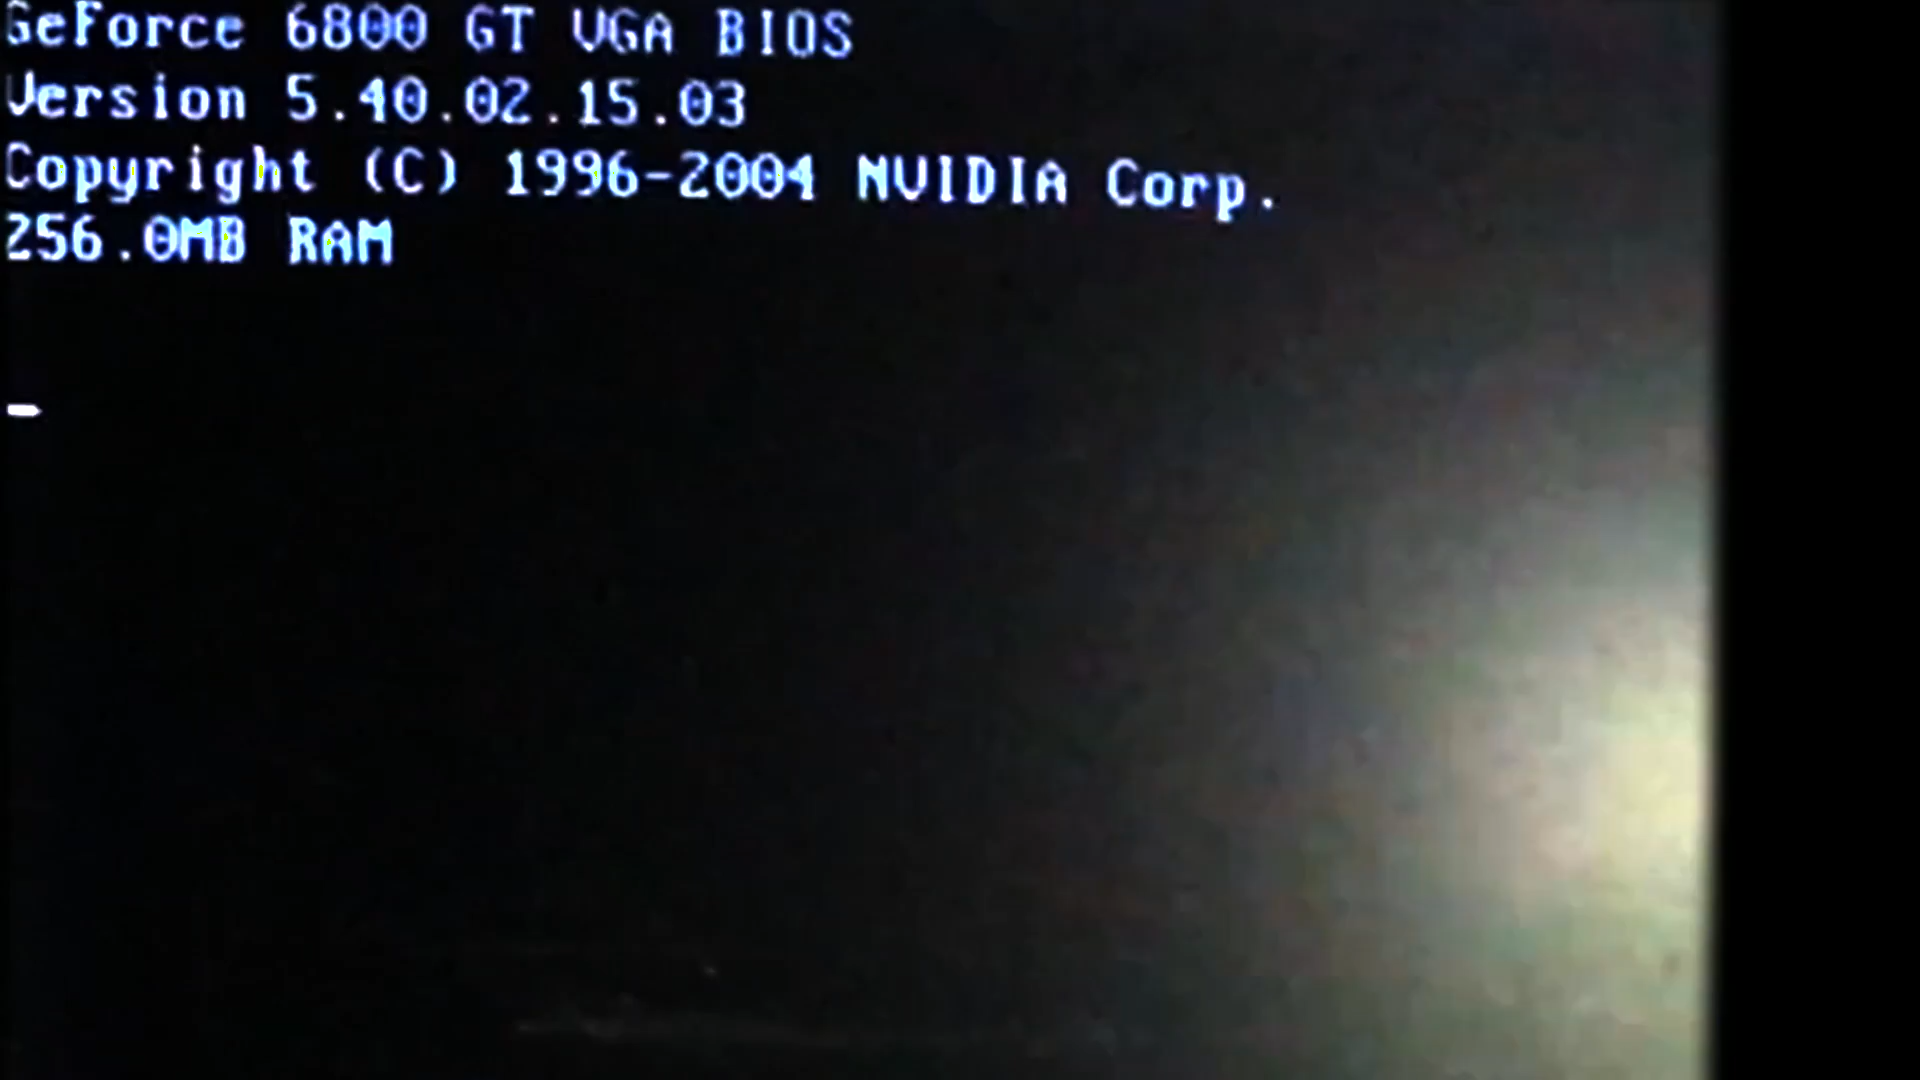 GeForce 6800 GT VGA BIOS
Version 5.40.02.15.03
Copyright (C) 1996-2004 NVIDIA Corp.
256.0MB RAM